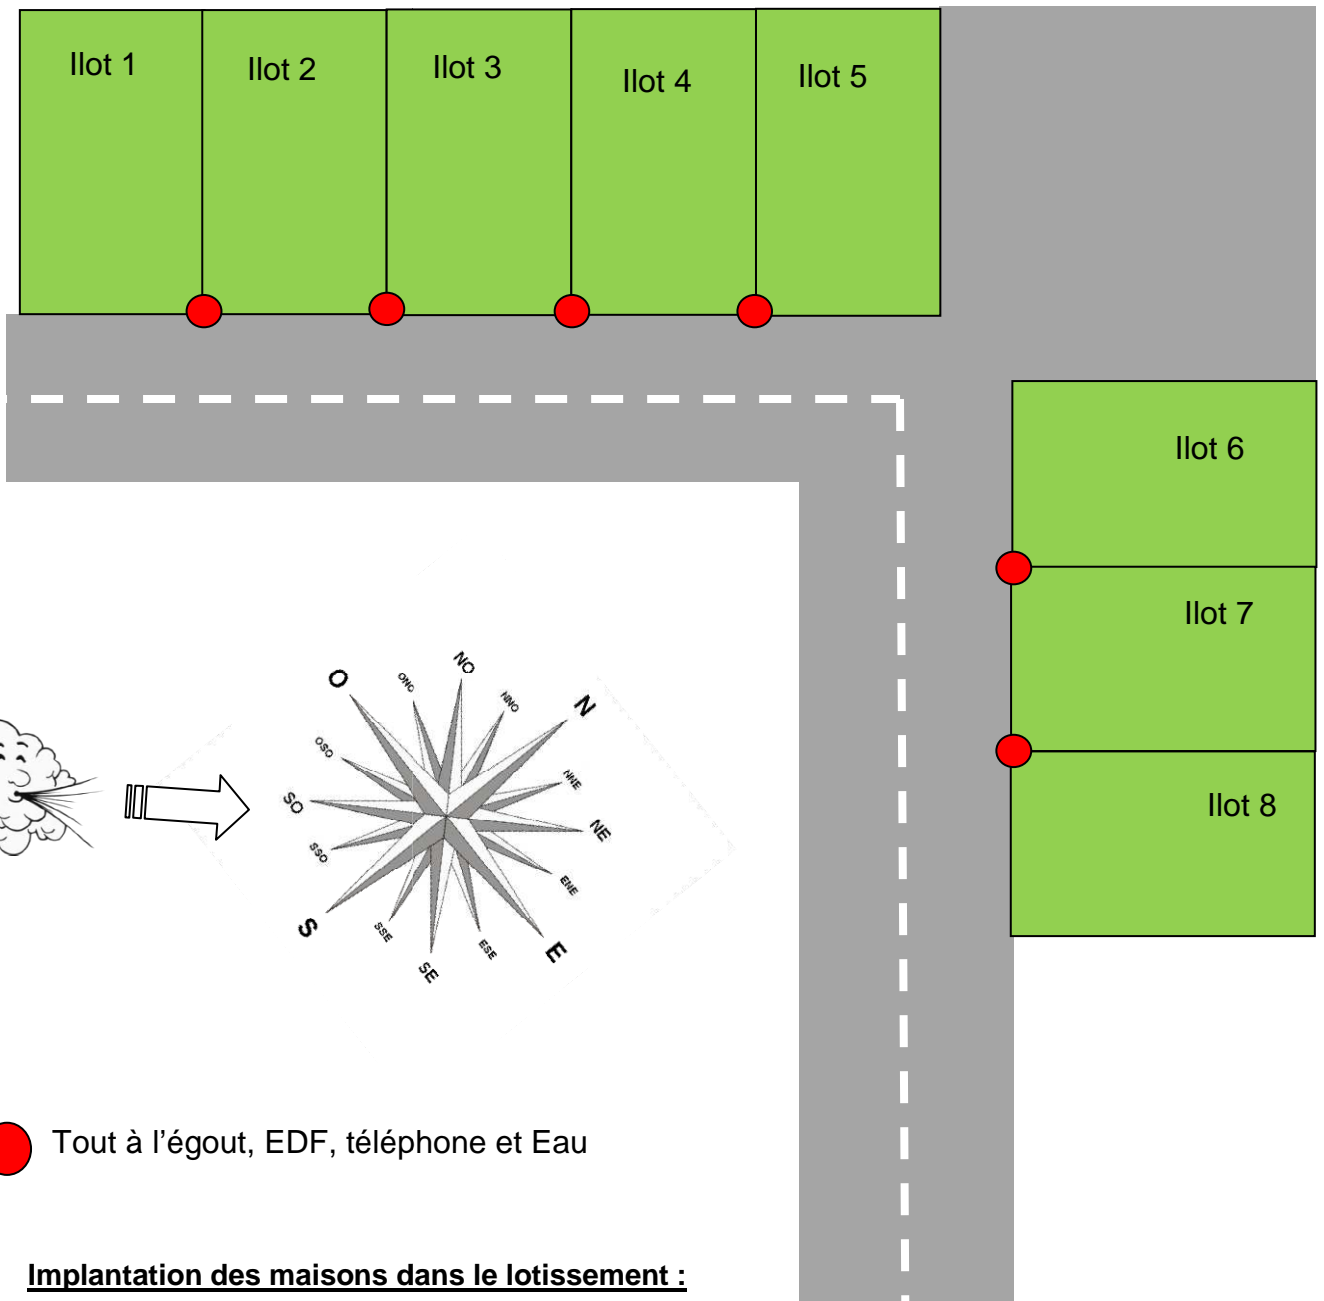 Ilot 1
Ilot 2
Ilot 3
Ilot 4
Ilot 5
Ilot 6
Ilot 7
Ilot 8
NO
O
ONO
NNO
N
OSO
NNE
SO
NE
SSO
ENE
S
SSE
ESE
E
SE
Tout à l'égout, EDF, téléphone et Eau
Implantation des maisons dans le lotissement :